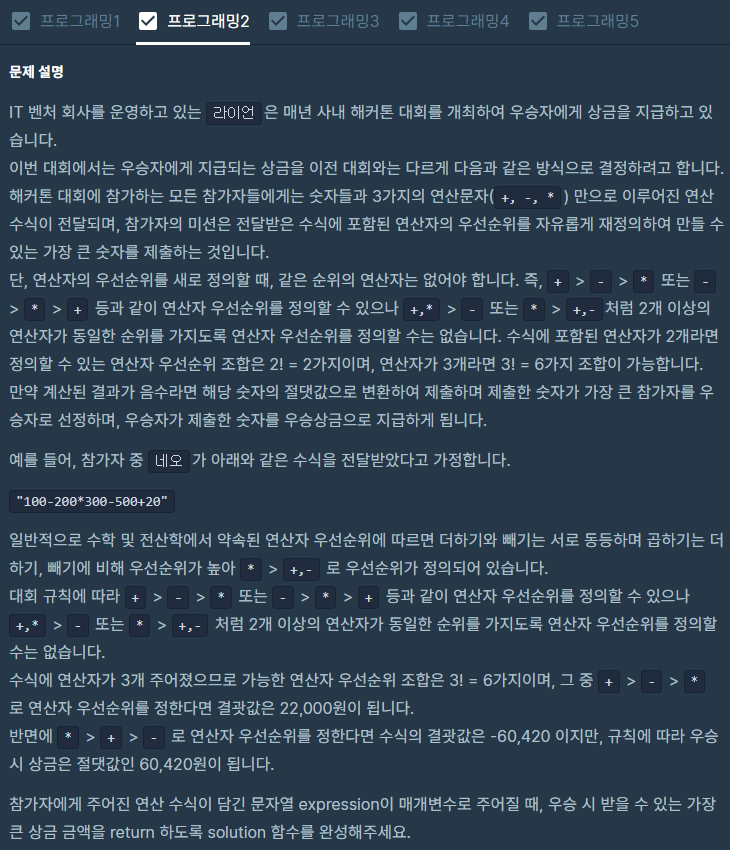 프로그래밍1 프로그래밍2 프로그래밍3 프로그래밍4 프로그래밍5
문제 설명
IT 벤처 회사를 운영하고 있는 라이언 은 매년 사내 해커톤 대회를 개최하여 우승자에게 상금을 지급하고 있
습니다.
이번 대회에서는 우승자에게 지급되는 상금을 이전 대회와는 다르게 다음과 같은 방식으로 결정하려고 합니다.
해커톤 대회에 참가하는 모든 참가자들에게는 숫자들과 3가지의 연산문자( +, -, * ) 만으로 이루어진 연산
수식이 전달되며, 참가자의 미션은 전달받은 수식에 포함된 연산자의 우선순위를 자유롭게 재정의하여 만들 수
있는 가장 큰 숫자를 제출하는 것입니다.
단, 연산자의 우선순위를 새로 정의할 때, 같은 순위의 연산자는 없어야 합니다. 즉, + > - > * 또는 -
> * > + 등과 같이 연산자 우선순위를 정의할 수 있으나 +,* > - 또는 * > +,- 처럼 2개 이상의
연산자가 동일한 순위를 가지도록 연산자 우선순위를 정의할 수는 없습니다. 수식에 포함된 연산자가 2개라면
정의할 수 있는 연산자 우선순위 조합은 2! = 2가지이며, 연산자가 3개라면 3! = 6가지 조합이 가능합니다.
만약 계산된 결과가 음수라면 해당 숫자의 절댓값으로 변환하여 제출하며 제출한 숫자가 가장 큰 참가자를 우
승자로 선정하며, 우승자가 제출한 숫자를 우승상금으로 지급하게 됩니다.
예를 들어, 참가자 중 네오 가 아래와 같은 수식을 전달받았다고 가정합니다.
"100-200*300-500+20"
일반적으로 수학 및 전산학에서 약속된 연산자 우선순위에 따르면 더하기와 빼기는 서로 동등하며 곱하기는 더
하기, 빼기에 비해 우선순위가 높아 * > +,- 로 우선순위가 정의되어 있습니다.
대회 규칙에 따라 + > - > * 또는 - > * > + 등과 같이 연산자 우선순위를 정의할 수 있으나
+,* > - 또는 * > +,- 처럼 2개 이상의 연산자가 동일한 순위를 가지도록 연산자 우선순위를 정의할
수는 없습니다.
수식에 연산자가 3개 주어졌으므로 가능한 연산자 우선순위 조합은 3! = 6가지이며, 그 중 + > - > *
로 연산자 우선순위를 정한다면 결괏값은 22,000원이 됩니다.
반면에 * > + > - 로 연산자 우선순위를 정한다면 수식의 결괏값은 -60,420 이지만, 규칙에 따라 우승
시 상금은 절댓값인 60,420원이 됩니다.
참가자에게 주어진 연산 수식이 담긴 문자열 expression이 매개변수로 주어질 때, 우승 시 받을 수 있는 가장
큰 상금 금액을 return 하도록 solution 함수를 완성해주세요.